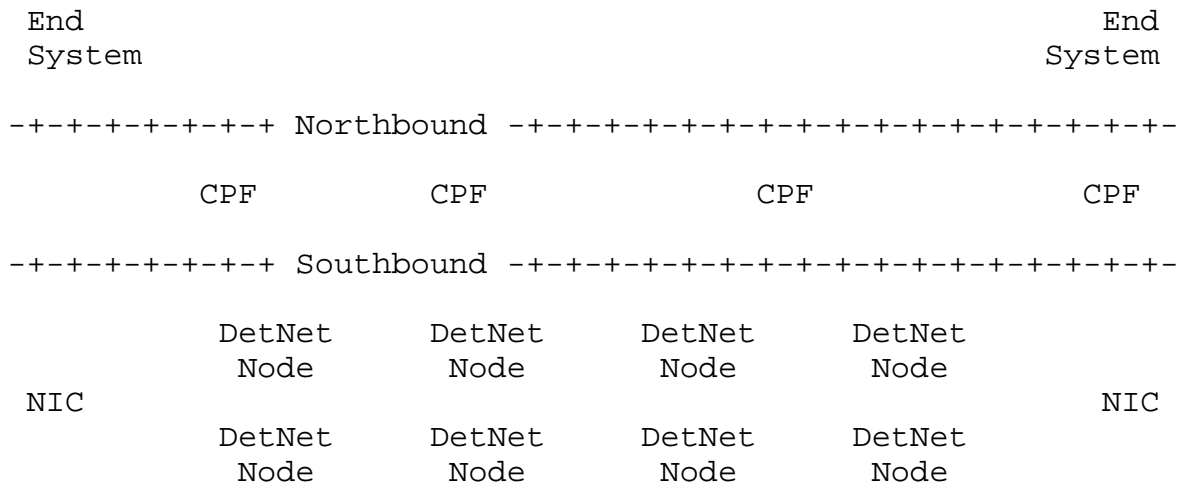 End                                                         End
System                                                   System
-+-+-+-+-+-+-+ Northbound -+-+-+-+-+-+-+-+-+-+-+-+-+-+-+-+-+-+-
CPF         CPF              CPF              CPF
-+-+-+-+-+-+-+ Southbound -+-+-+-+-+-+-+-+-+-+-+-+-+-+-+-+-+-+-
DetNet     DetNet     DetNet     DetNet
Node       Node       Node       Node
NIC                                                         NIC
DetNet     DetNet     DetNet     DetNet
Node       Node       Node       Node